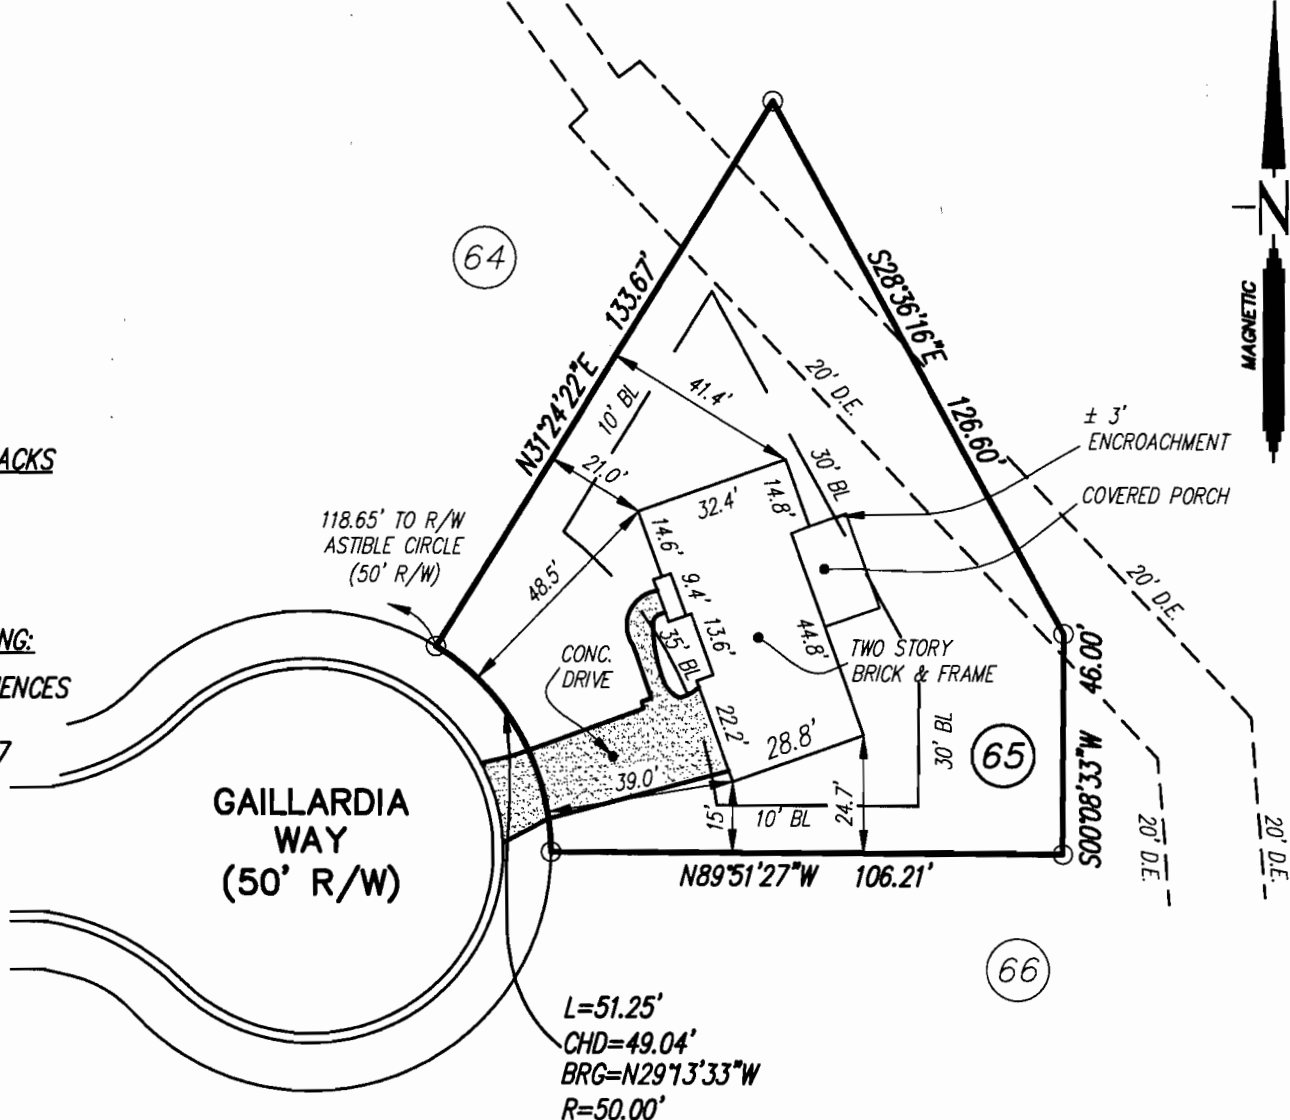 N
MAGNETIC
64
133.67'
N31°24'22"E
S28°36'16"E
126.60'
20' D.E.
41.4'
10' BL
21.0'
30' BL
± 3'
ENCROACHMENT
COVERED PORCH
ACKS
118.65' TO R/W
ASTIBLE CIRCLE
(50' R/W)
32.4'
14.8'
14.6'
48.5'
9.4'
13.6'
35' BL
44.8'
20' D.E.
NG:
ENCES
7
CONC.
DRIVE
TWO STORY
BRICK & FRAME
46.00'
S00°08'33"W
22.2'
28.8'
30' BL
65
39.0'
15'
10' BL
24.7'
GAILLARDIA
WAY
(50' R/W)
N89°51'27"W 106.21'
20' D.E.
20' D.E.
66
L=51.25'
CHD=49.04'
BRG=N29°13'33"W
R=50.00'